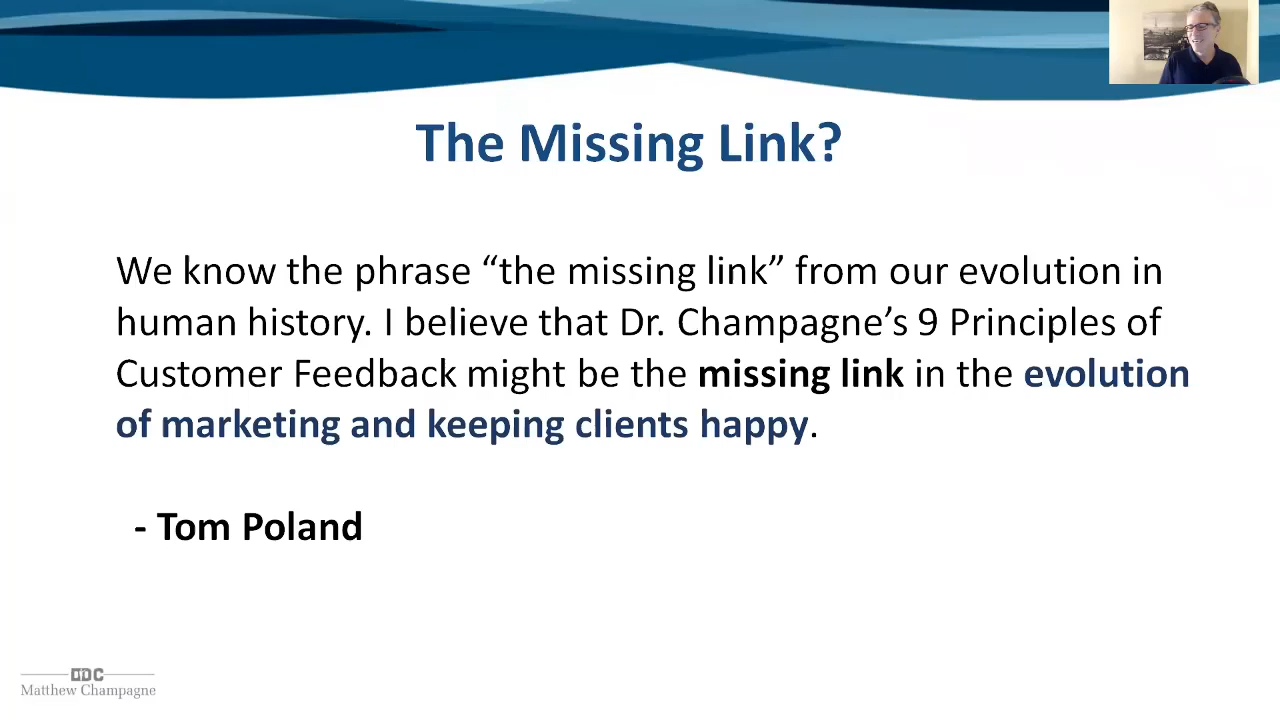 The Missing Link?
We know the phrase “the missing link” from our evolution in
human history. I believe that Dr. Champagne’s 9 Principles of
Customer Feedback might be the missing link in the evolution
of marketing and keeping clients happy.
- Tom Poland
Matthew Champagne